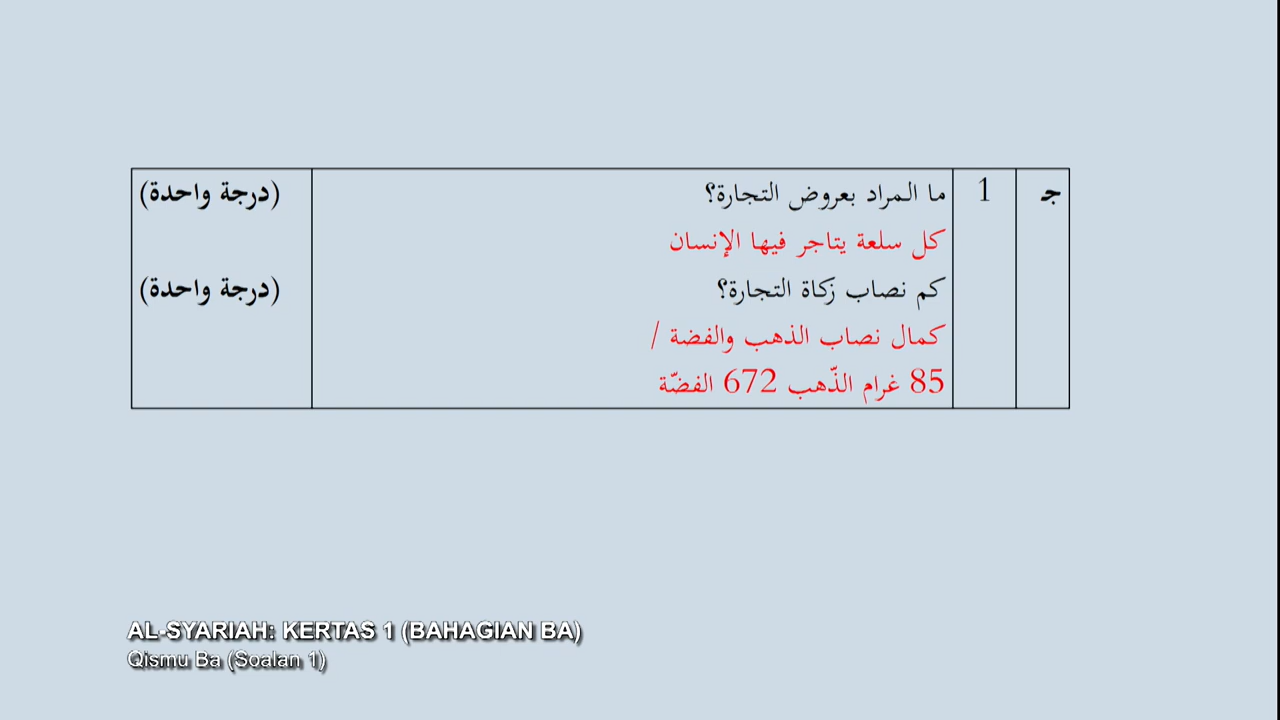 جـ 1 ما المراد بعروض التجارة؟ (درجة واحدة)
كل سلعة يتاجر فيها الإنسان
كم نصاب زكاة التجارة؟ (درجة واحدة)
كمال نصاب الذهب والفضة /
85 غرام الذّهب 672 الفضّة
AL-SYARIAH: KERTAS 1 (BAHAGIAN BA)
Qismu Ba (Soalan 1)